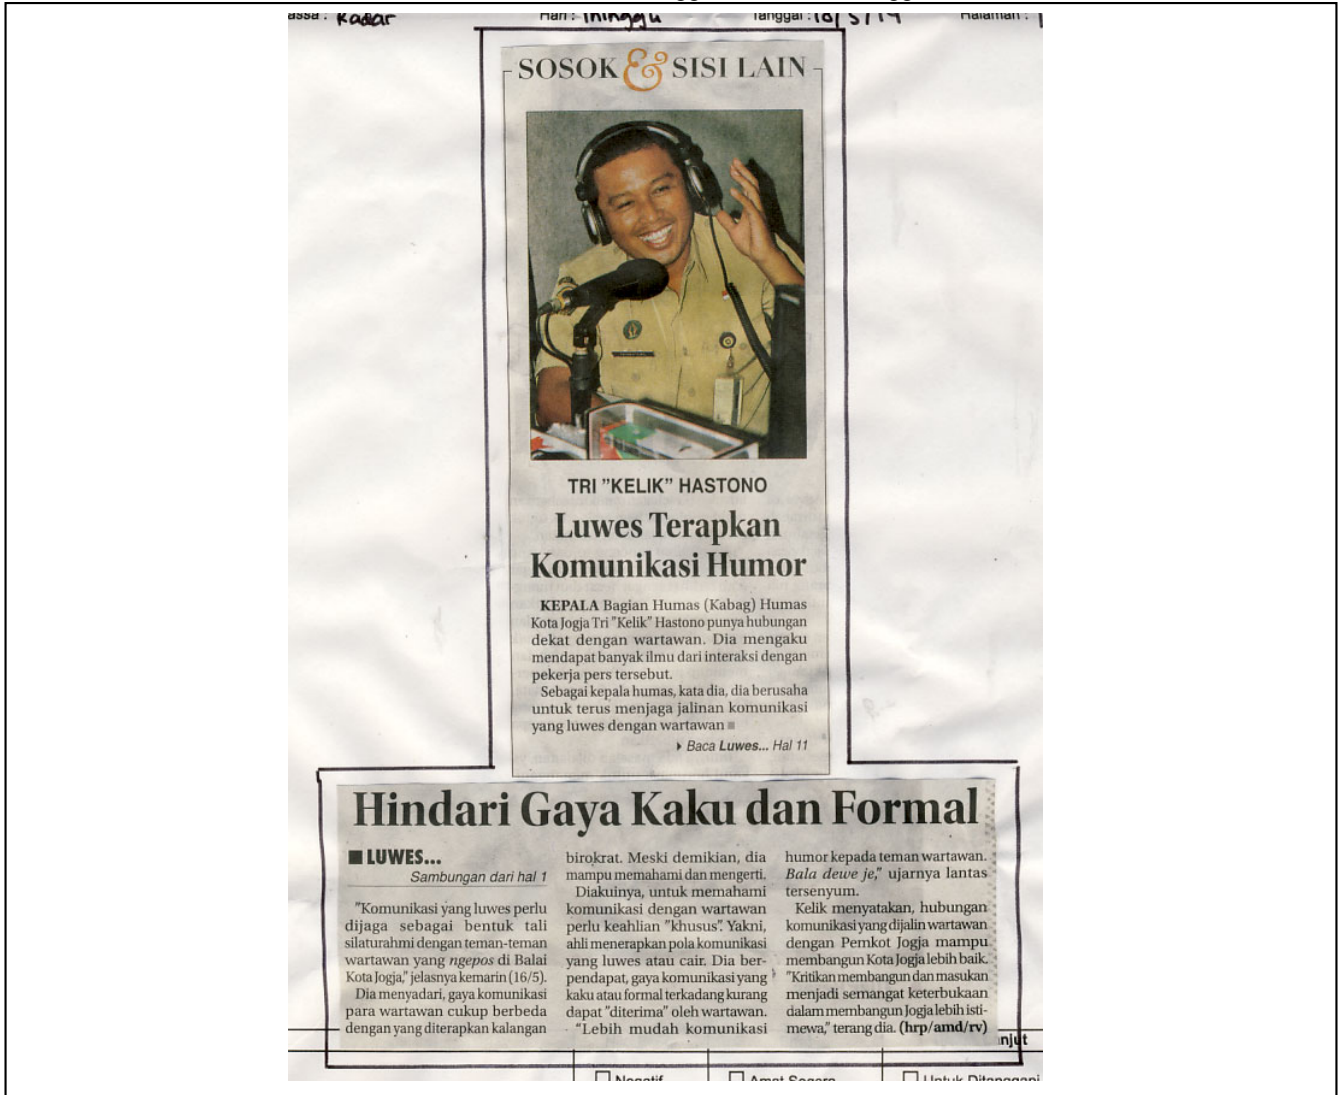 Hari : Minggu
Tanggal :
Halaman :
SOSOK & SISI LAIN
TRI "KELIK" HASTONO
Luwes Terapkan
Komunikasi Humor
KEPALA Bagian Humas (Kabag) Humas
Kota Jogja Tri "Kelik" Hastono punya hubungan
dekat dengan wartawan. Dia mengaku
mendapat banyak ilmu dari interaksi dengan
pekerja pers tersebut.
Sebagai kepala humas, kata dia, dia berusaha
untuk terus menjaga jalinan komunikasi
yang luwes dengan wartawan
Baca Luwes... Hal 11
Hindari Gaya Kaku dan Formal
LUWES...
Sambungan dari hal 1
"Komunikasi yang luwes perlu
dijaga sebagai bentuk tali
silaturahmi dengan teman-teman
wartawan yang ngepos di Balai
Kota Jogja," jelasnya kemarin (16/5).
Dia menyadari, gaya komunikasi
para wartawan cukup berbeda
dengan yang diterapkan kalangan
birokrat. Meski demikian, dia
mampu memahami dan mengerti.
Diakuinya, untuk memahami
komunikasi dengan wartawan
perlu keahlian "khusus". Yakni,
ahli menerapkan pola komunikasi
yang luwes atau cair. Dia ber-
pendapat, gaya komunikasi yang
kaku atau formal terkadang kurang
dapat "diterima" oleh wartawan.
"Lebih mudah komunikasi
humor kepada teman wartawan.
Bala dewe je," ujarnya lantas
tersenyum.
Kelik menyatakan, hubungan
komunikasi yang dijalin wartawan
dengan Pemkot Jogja mampu
membangun Kota Jogja lebih baik.
"Kritikan membangun dan masukan
menjadi semangat keterbukaan
dalam membangun Jogja lebih isti-
mewa," terang dia. (hrp/amd/rv)
njut
Negatif
Amat Segera
Untuk Ditanggapi